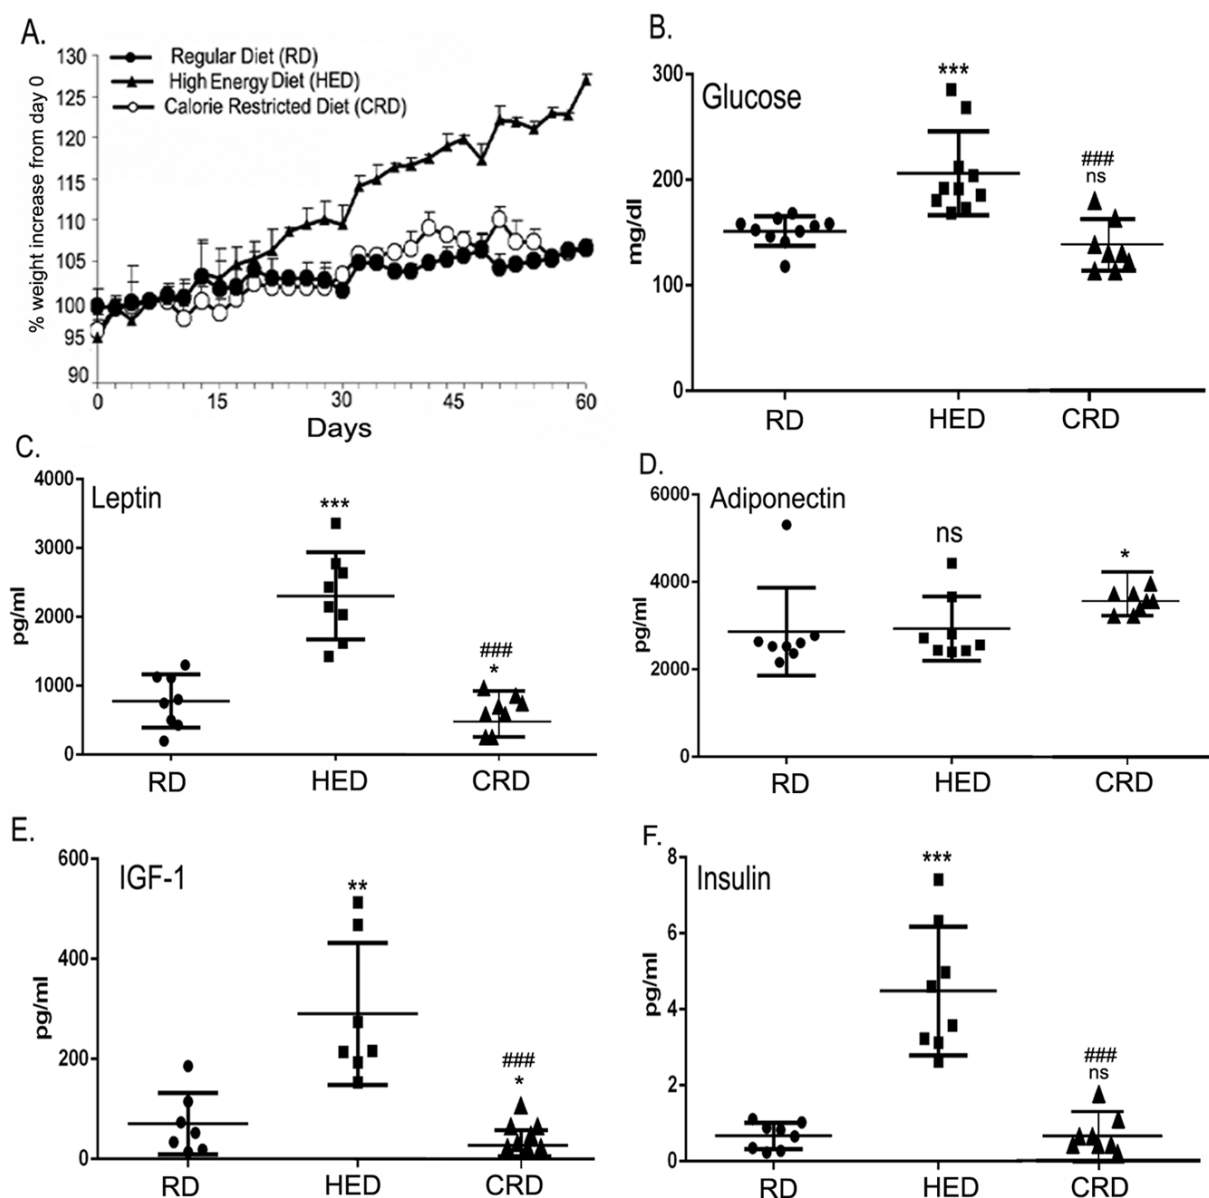 A.
Regular Diet (RD)
High Energy Diet (HED)
Calorie Restricted Diet (CRD)
% weight increase from day 0
130
125
120
115
110
105
100
95
90
0 15 30 45 60
Days
B.
Glucose
mg/dl
300
200
100
0
***
###
ns
RD HED CRD
C.
Leptin
pg/ml
4000
3000
2000
1000
0
***
###
*
RD HED CRD
D.
Adiponectin
pg/ml
6000
4000
2000
0
ns
*
RD HED CRD
E.
IGF-1
pg/ml
600
400
200
0
**
###
*
RD HED CRD
F.
Insulin
pg/ml
8
6
4
2
0
***
###
ns
RD HED CRD